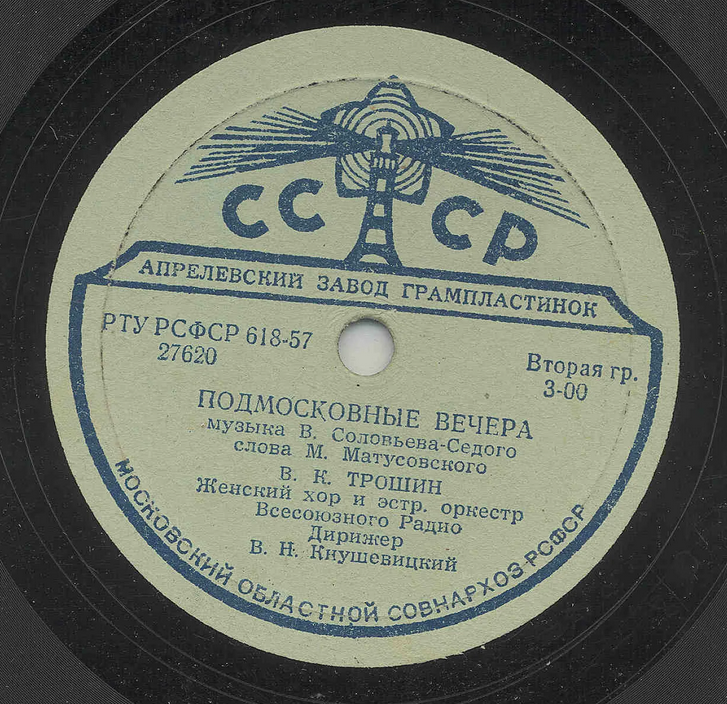 СССР
АПРЕЛЕВСКИЙ ЗАВОД ГРАМПЛАСТИНОК
РТУ РСФСР 618-57
27620
Вторая гр.
3-00
ПОДМОСКОВНЫЕ ВЕЧЕРА
музыка В. Соловьева-Седого
слова М. Матусовского
В. К. ТРОШИН
Женский хор и эстр. оркестр
Всесоюзного Радио
Дирижер
В. Н. Кнушевицкий
МОСКОВСКИЙ ОБЛАСТНОЙ СОВНАРХОЗ-РСФСР